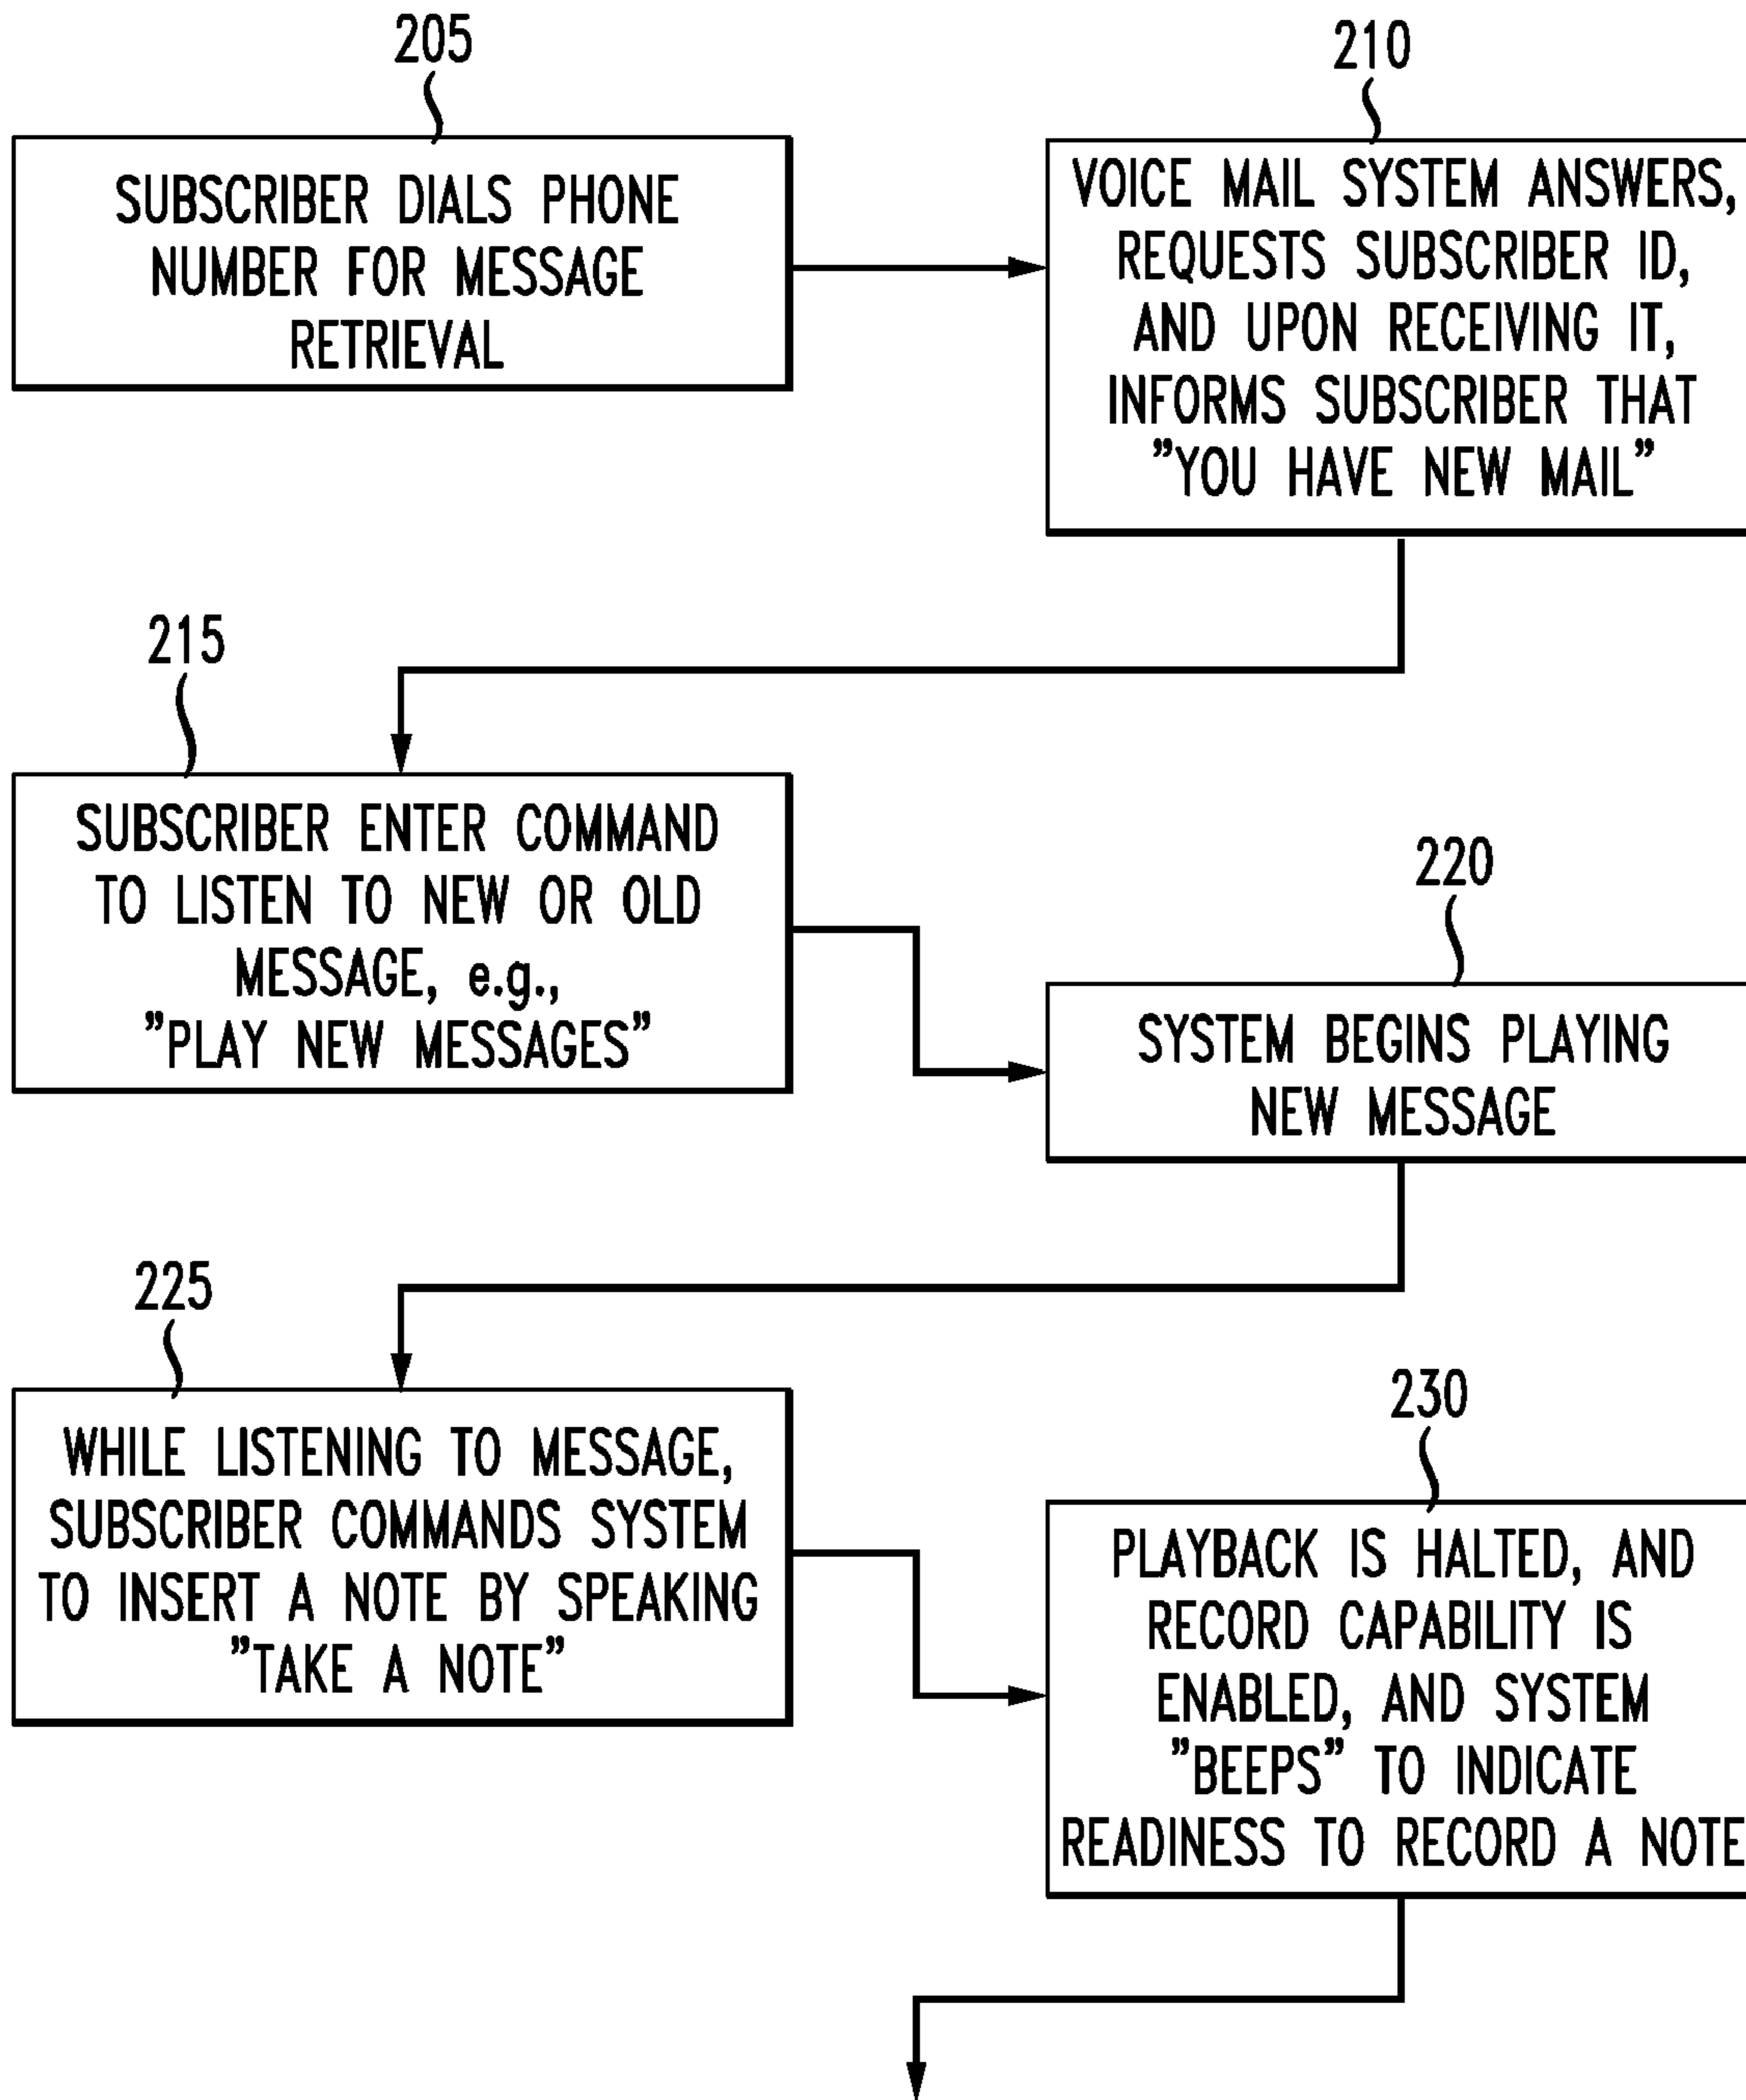 205
SUBSCRIBER DIALS PHONE
NUMBER FOR MESSAGE
RETRIEVAL
210
VOICE MAIL SYSTEM ANSWERS,
REQUESTS SUBSCRIBER ID,
AND UPON RECEIVING IT,
INFORMS SUBSCRIBER THAT
”YOU HAVE NEW MAIL”
215
SUBSCRIBER ENTER COMMAND
TO LISTEN TO NEW OR OLD
MESSAGE, e.g.,
”PLAY NEW MESSAGES”
220
SYSTEM BEGINS PLAYING
NEW MESSAGE
225
WHILE LISTENING TO MESSAGE,
SUBSCRIBER COMMANDS SYSTEM
TO INSERT A NOTE BY SPEAKING
”TAKE A NOTE”
230
PLAYBACK IS HALTED, AND
RECORD CAPABILITY IS
ENABLED, AND SYSTEM
”BEEPS” TO INDICATE
READINESS TO RECORD A NOTE